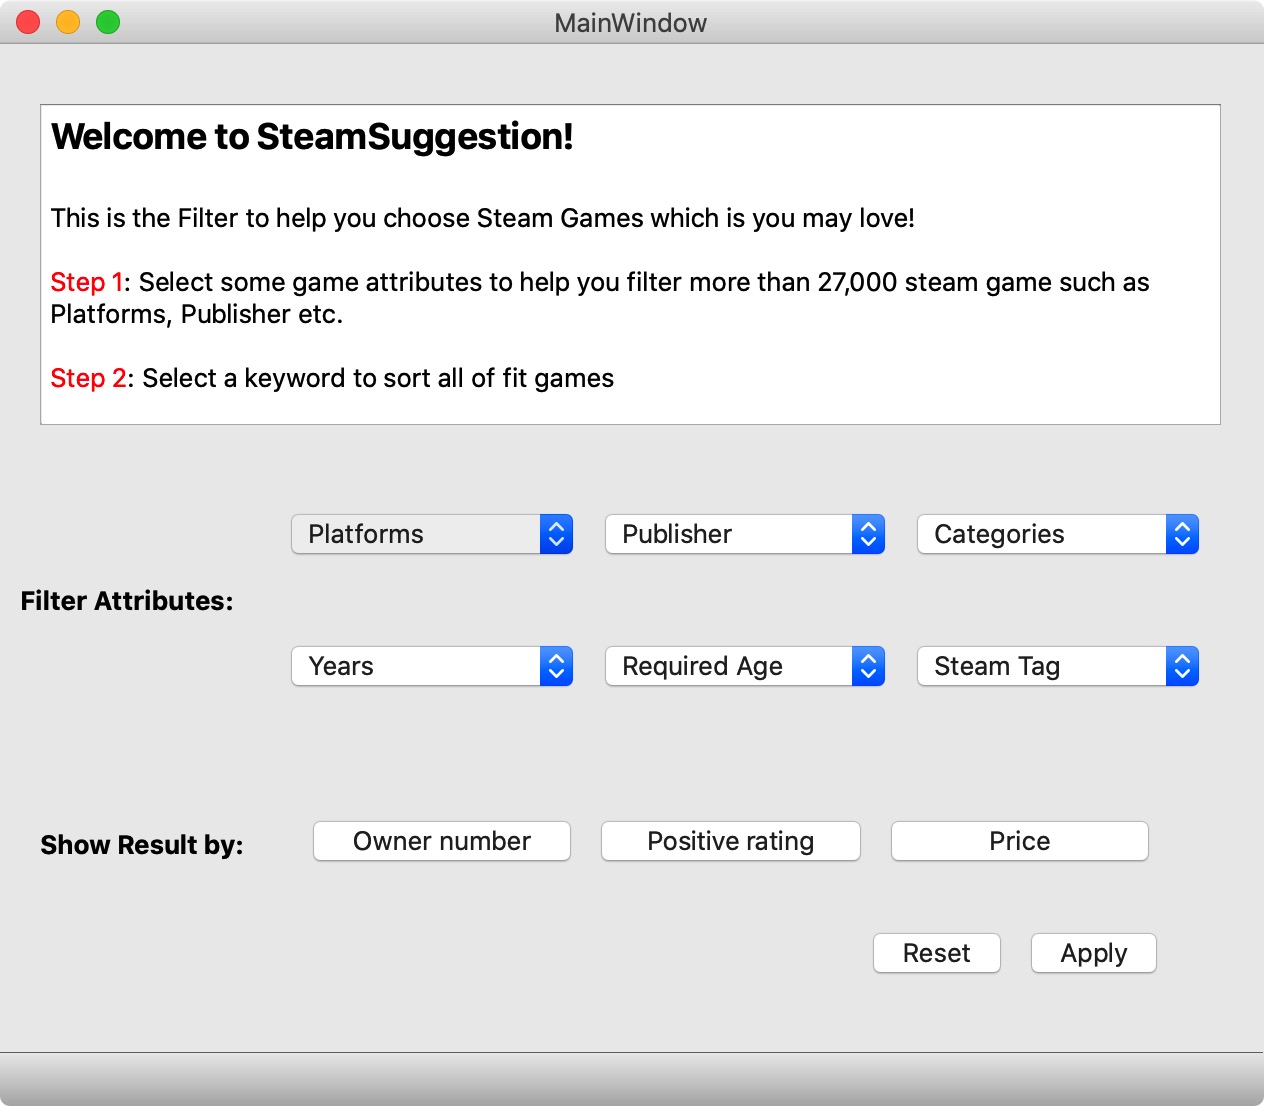 MainWindow
Welcome to SteamSuggestion!
This is the Filter to help you choose Steam Games which is you may love!
Step 1: Select some game attributes to help you filter more than 27,000 steam game such as
Platforms, Publisher etc.
Step 2: Select a keyword to sort all of fit games
Platforms Publisher Categories
Filter Attributes:
Years Required Age Steam Tag
Show Result by: Owner number Positive rating Price
Reset Apply